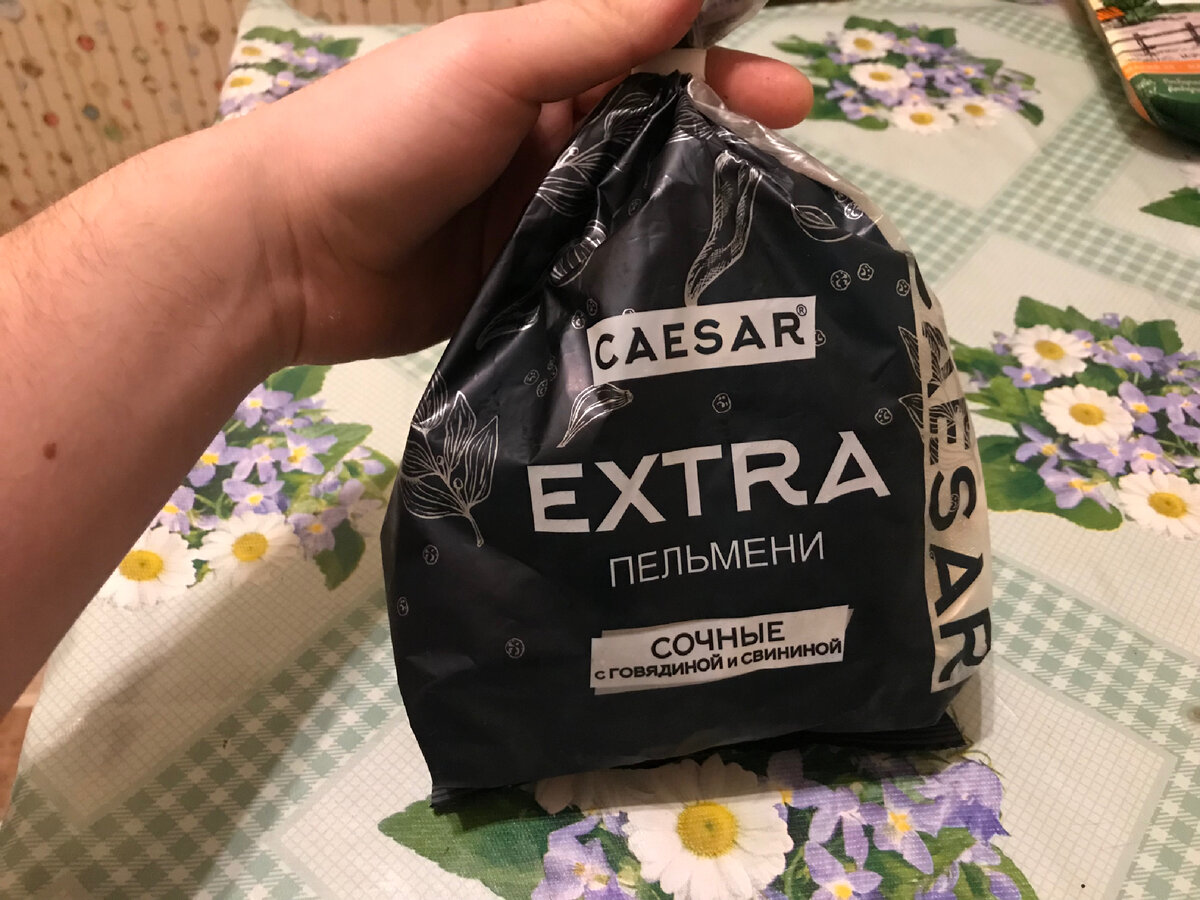 CAESAR®
EXTRA
ПЕЛЬМЕНИ
СОЧНЫЕ
с ГОВЯДИНОЙ и СВИНИНОЙ
CAESAR